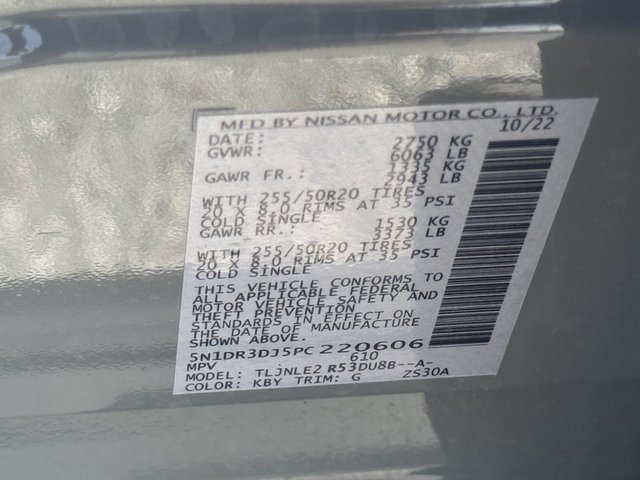 MFD BY NISSAN MOTOR CO., LTD.
DATE: 10/22
GVWR: 2750 KG
6063 LB
GAWR FR.: 1335 KG
2943 LB
WITH 255/50R20 TIRES
20 X 8.0 RIMS AT 35 PSI
COLD SINGLE
GAWR RR.: 1530 KG
3373 LB
WITH 255/50R20 TIRES
20 X 8.0 RIMS AT 35 PSI
COLD SINGLE
THIS VEHICLE CONFORMS TO
ALL APPLICABLE FEDERAL
MOTOR VEHICLE SAFETY AND
THEFT PREVENTION
STANDARDS IN EFFECT ON
THE DATE OF MANUFACTURE
SHOWN ABOVE.
5N1DR3DJ5PC220606
MPV 610
MODEL: TLJNLE2 R53DU8B--A-
COLOR: KBY TRIM: G ZS30A